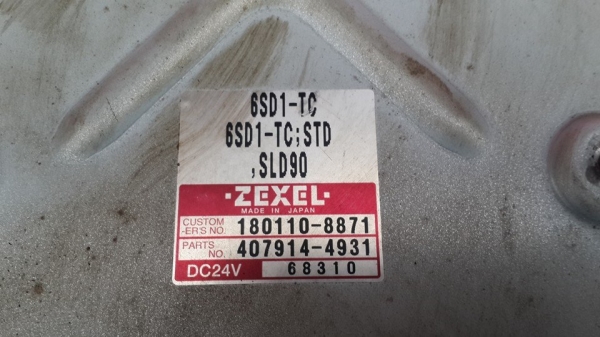 6SD1-TC
6SD1-TC;STD
,SLD90
·ZEXEL·
MADE IN JAPAN
CUSTOM
-ER'S NO. 180110-8871
PARTS
NO. 407914-4931
DC24V 68310